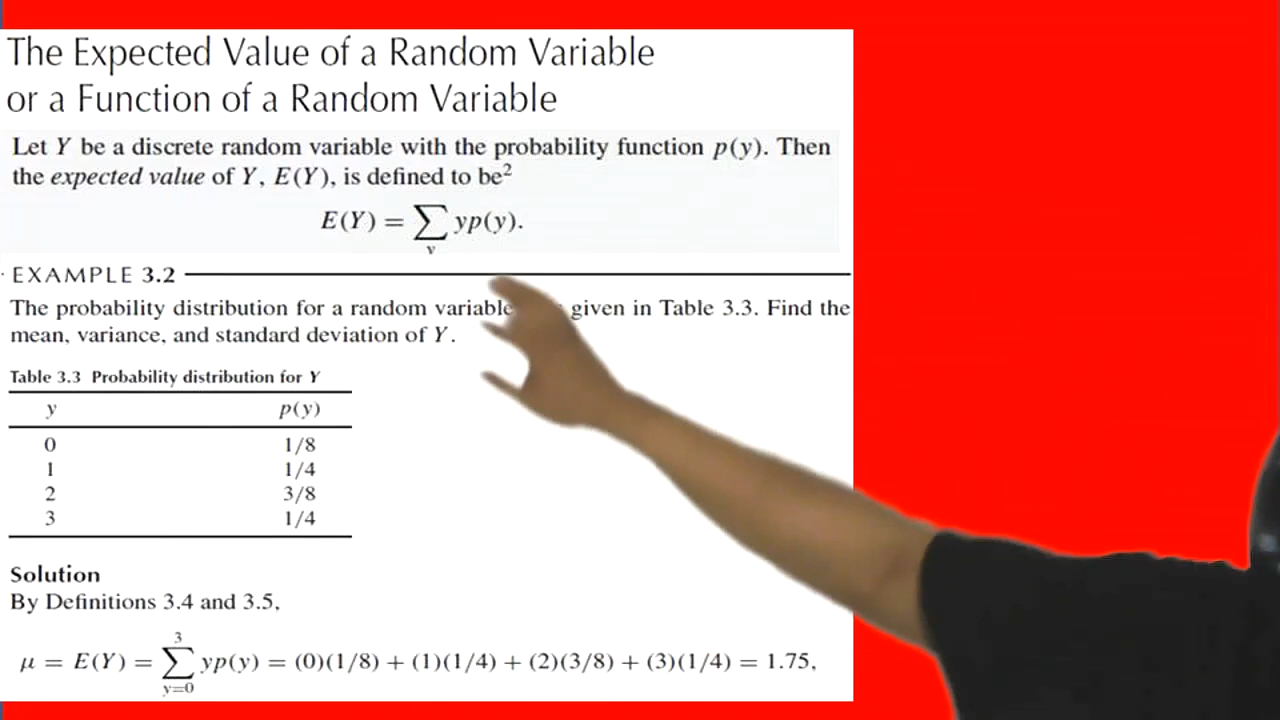 The Expected Value of a Random Variable
or a Function of a Random Variable
Let Y be a discrete random variable with the probability function p(y). Then
the expected value of Y, E(Y), is defined to be²
E(Y) = ∑ yp(y).
y
EXAMPLE 3.2
The probability distribution for a random variable given in Table 3.3. Find the
mean, variance, and standard deviation of Y.
Table 3.3 Probability distribution for Y
y p(y)
0 1/8
1 1/4
2 3/8
3 1/4
Solution
By Definitions 3.4 and 3.5,
3
μ = E(Y) = ∑ yp(y) = (0)(1/8) + (1)(1/4) + (2)(3/8) + (3)(1/4) = 1.75,
y=0